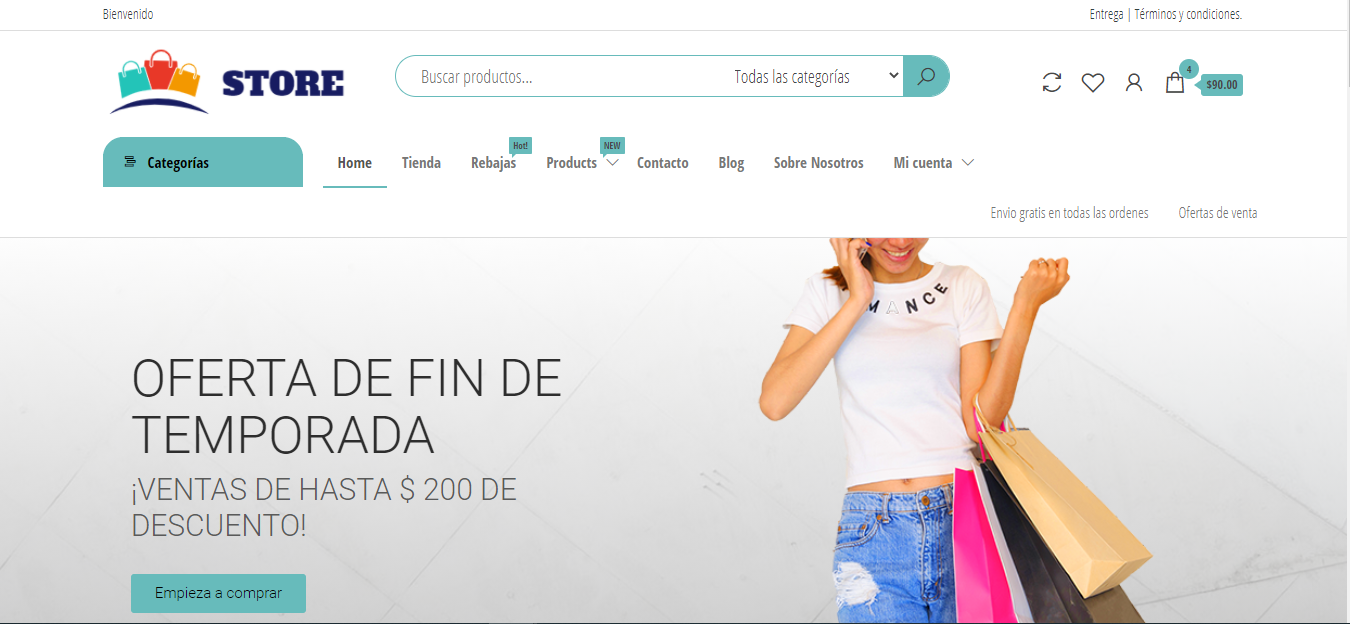 Bienvenido
Entrega | Términos y condiciones.
STORE
Buscar productos...
Todas las categorías
4
$90.00
Categorías
Home
Tienda
Rebajas
Hot!
Products
NEW
Contacto
Blog
Sobre Nosotros
Mi cuenta
Envio gratis en todas las ordenes
Ofertas de venta
MANCE
OFERTA DE FIN DE
TEMPORADA
¡VENTAS DE HASTA $ 200 DE
DESCUENTO!
Empieza a comprar